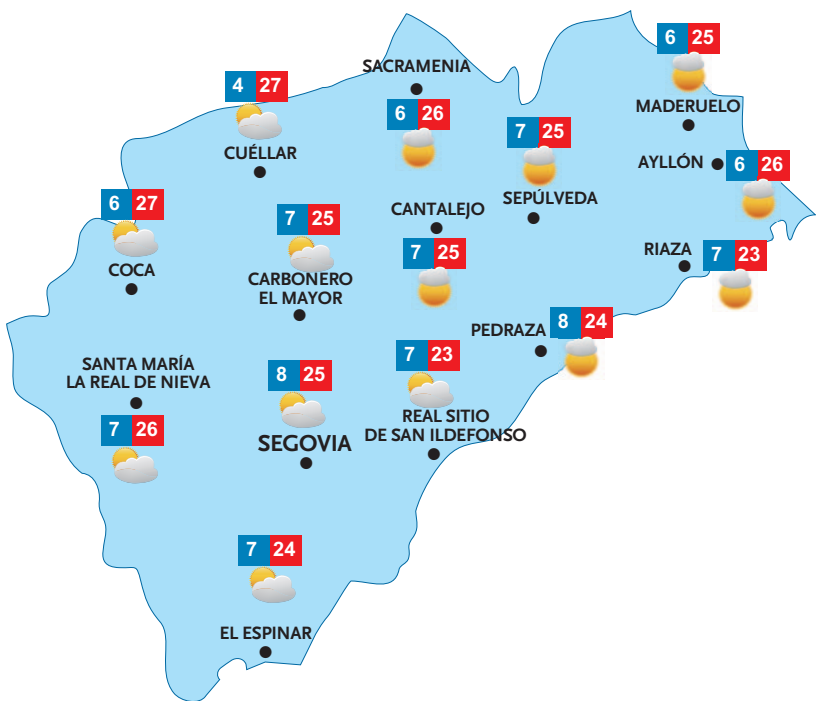 6 25
MADERUELO
SACRAMENIA
6 26
4 27
CUÉLLAR
7 25
SEPÚLVEDA
AYLLÓN
6 26
6 27
COCA
7 25
CARBONERO
EL MAYOR
CANTALEJO
7 25
RIAZA
7 23
PEDRAZA
8 24
SANTA MARÍA
LA REAL DE NIEVA
7 26
8 25
SEGOVIA
7 23
REAL SITIO
DE SAN ILDEFONSO
7 24
EL ESPINAR